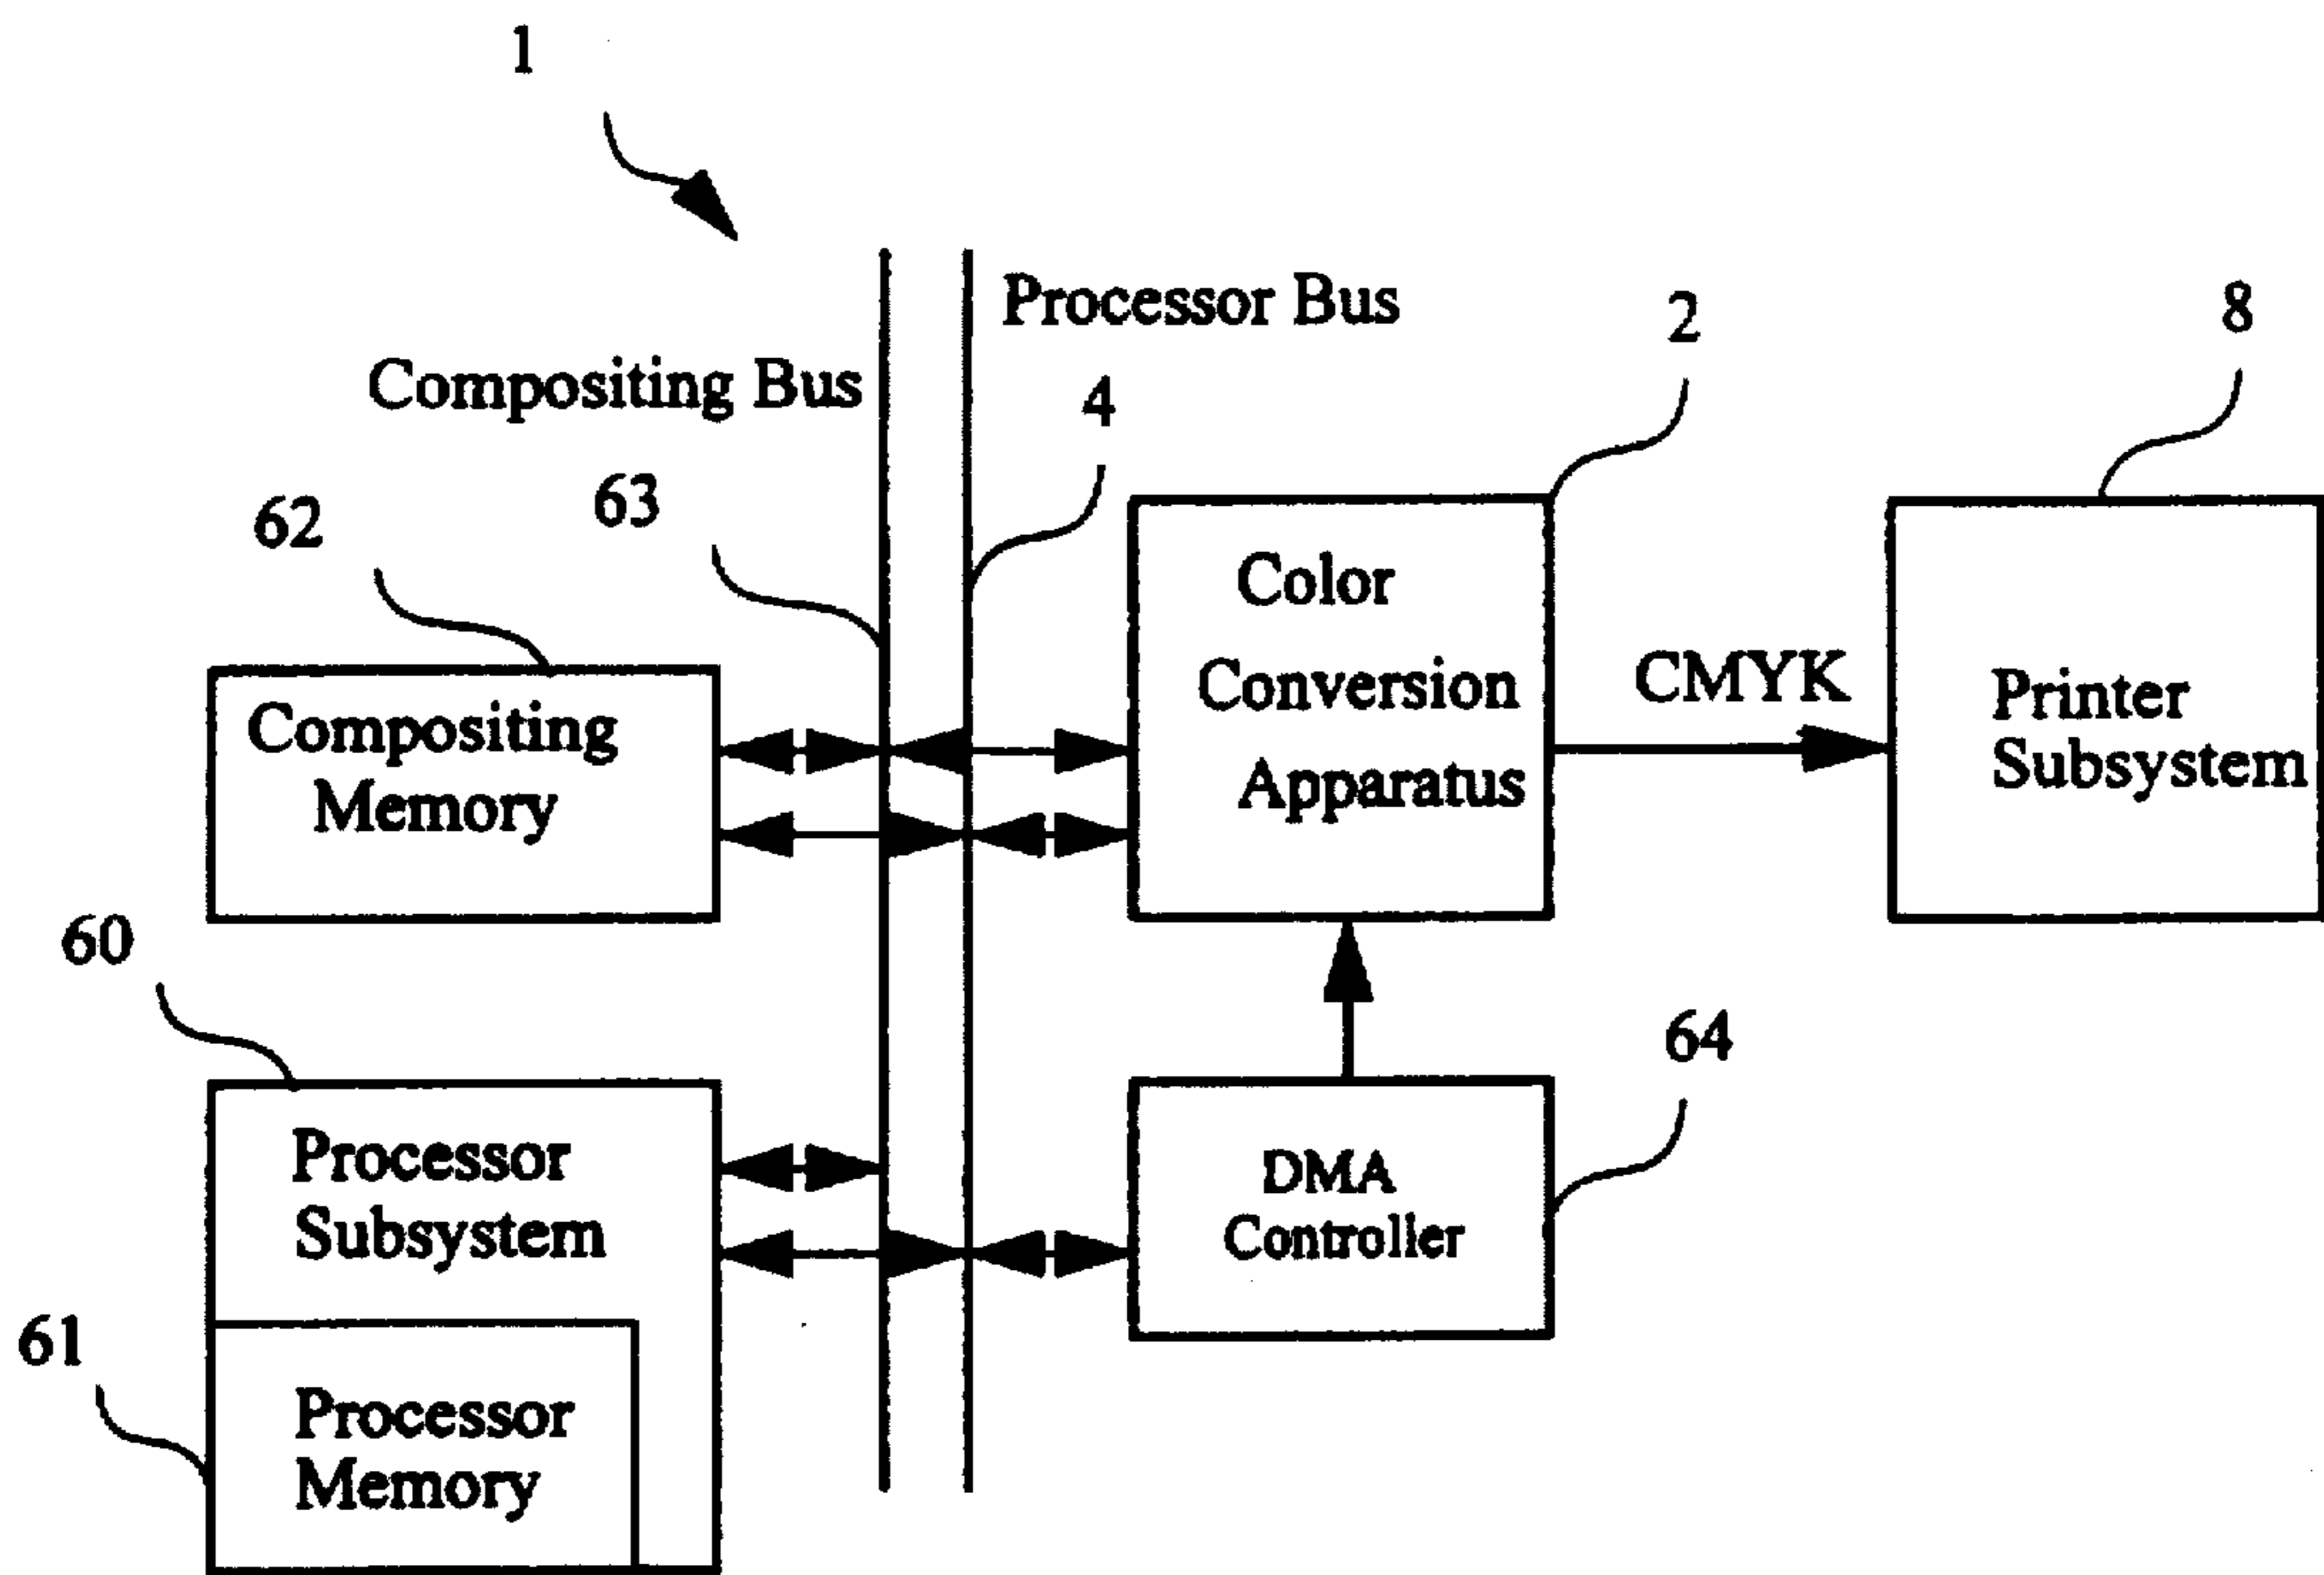 1
Processor Bus
Compositing Bus
2
8
4
63
62
Color
Conversion
Apparatus
CMYK
Printer
Subsystem
Compositing
Memory
60
64
Processor
Subsystem
DMA
Controller
61
Processor
Memory